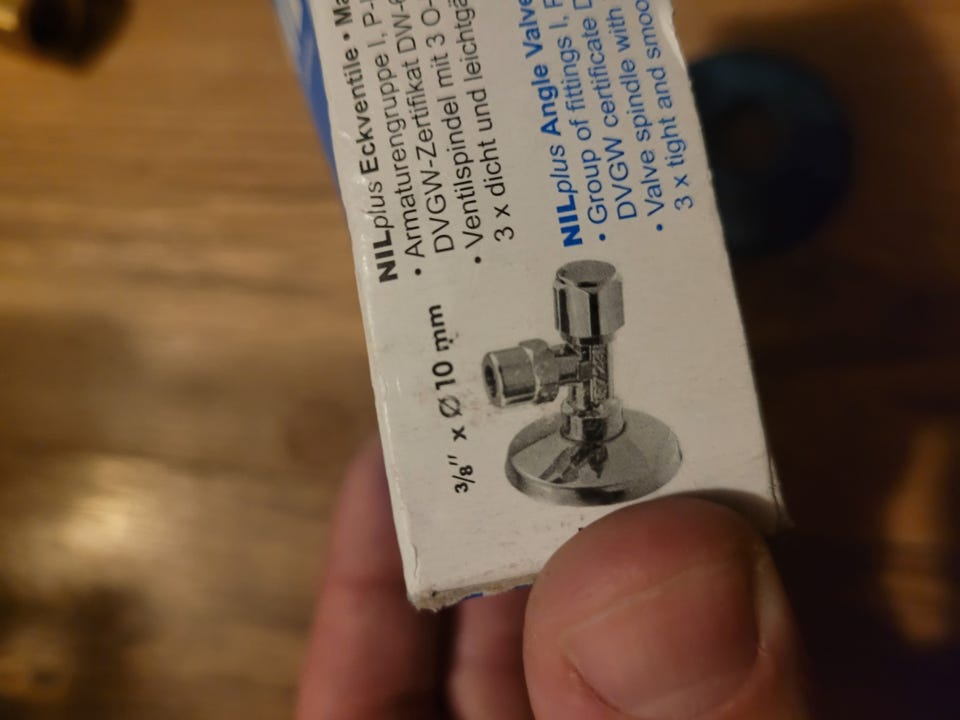 NILplus Eckventile •
• Armaturengruppe I,
DVGW-Zertifikat
• Ventilspindel mit 3
3 x dicht und
NILplus Angle
• Group of fittings I,
DVGW certificate
• Valve spindle with
3 x tight and
3/8" x Ø 10 mm